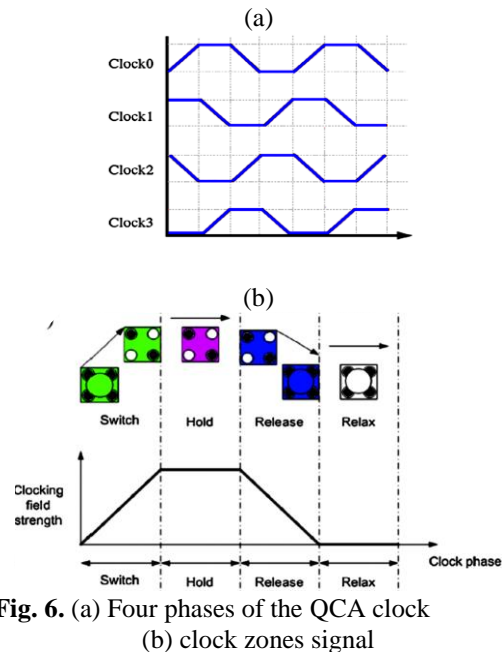 (a)
Clock0
Clock1
Clock2
Clock3
(b)
Switch Hold Release Relax
Clocking
field
strength
Clock phase
Switch Hold Release Relax
Fig. 6. (a) Four phases of the QCA clock
(b) clock zones signal